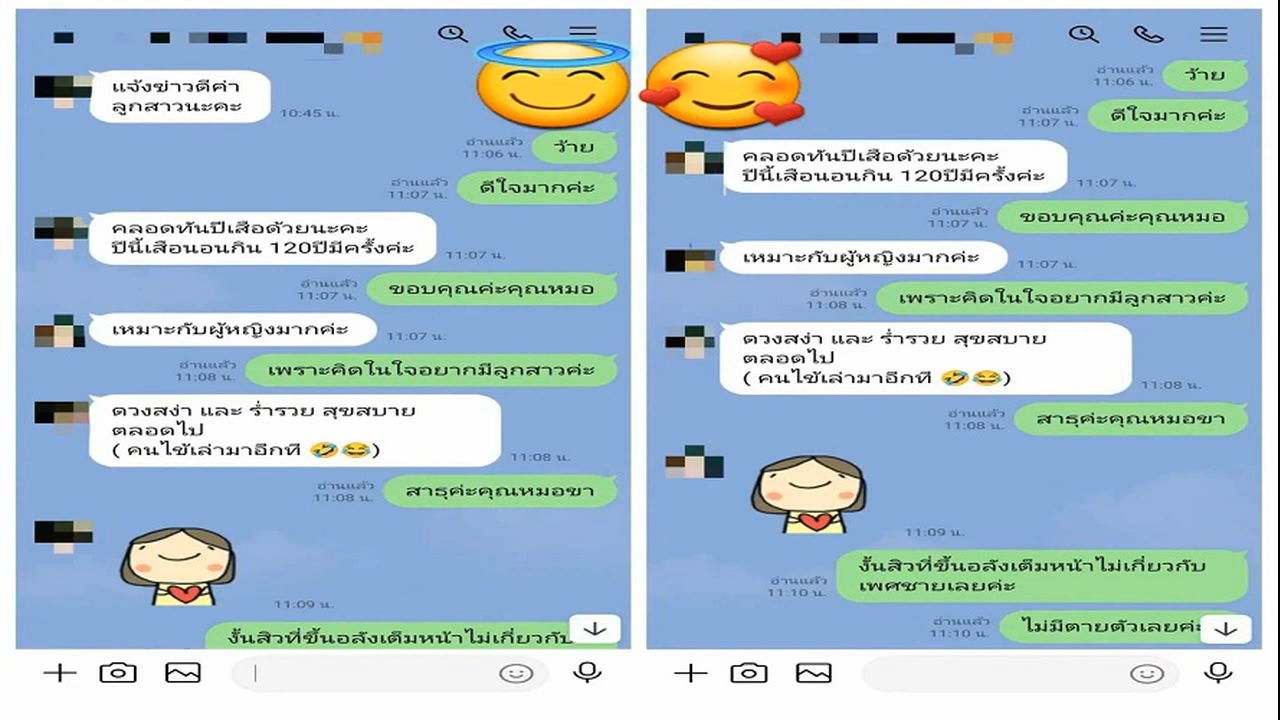 แจ้งข่าวดีค่า
ลูกสาวนะคะ
10:45 น.
อ่านแล้ว
11:06 น.
ว้าย
อ่านแล้ว
11:07 น.
ดีใจมากค่ะ
คลอดทันปีเสือด้วยนะคะ
ปีนี้เสือนอนกิน 120ปีมีครั้งค่ะ
11:07 น.
อ่านแล้ว
11:07 น.
ขอบคุณค่ะคุณหมอ
เหมาะกับผู้หญิงมากค่ะ
11:07 น.
อ่านแล้ว
11:08 น.
เพราะคิดในใจอยากมีลูกสาวค่ะ
ดวงสง่า และ ร่ำรวย สุขสบาย
ตลอดไป
( คนไข้เล่ามาอีกที 🤣😂)
11:08 น.
อ่านแล้ว
11:08 น.
สาธุค่ะคุณหมอขา
11:09 น.
งั้นสิวที่ขึ้นอลังเต็มหน้าไม่เกี่ยวกับ
อ่านแล้ว
11:06 น.
ว้าย
อ่านแล้ว
11:07 น.
ดีใจมากค่ะ
คลอดทันปีเสือด้วยนะคะ
ปีนี้เสือนอนกิน 120ปีมีครั้งค่ะ
11:07 น.
อ่านแล้ว
11:07 น.
ขอบคุณค่ะคุณหมอ
เหมาะกับผู้หญิงมากค่ะ
11:07 น.
อ่านแล้ว
11:08 น.
เพราะคิดในใจอยากมีลูกสาวค่ะ
ดวงสง่า และ ร่ำรวย สุขสบาย
ตลอดไป
( คนไข้เล่ามาอีกที 🤣😂)
11:08 น.
อ่านแล้ว
11:08 น.
สาธุค่ะคุณหมอขา
11:09 น.
อ่านแล้ว
11:10 น.
งั้นสิวที่ขึ้นอลังเต็มหน้าไม่เกี่ยวกับ
เพศชายเลยค่ะ
อ่านแล้ว
11:10 น.
ไม่มีตายตัวเลยค่ะ